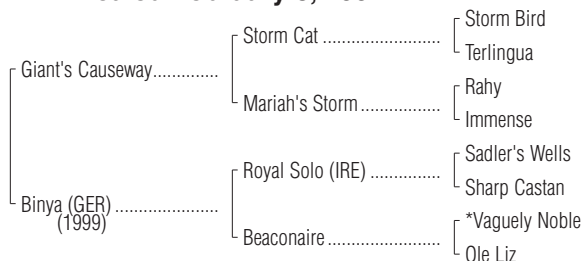 Storm Bird
Storm Cat ........................
Terlingua
Giant's Causeway..............
Rahy
Mariah's Storm .................
Immense
Sadler's Wells
Royal Solo (IRE) ...............
Sharp Castan
Binya (GER) ......................
(1999)
*Vaguely Noble
Beaconaire ........................
Ole Liz